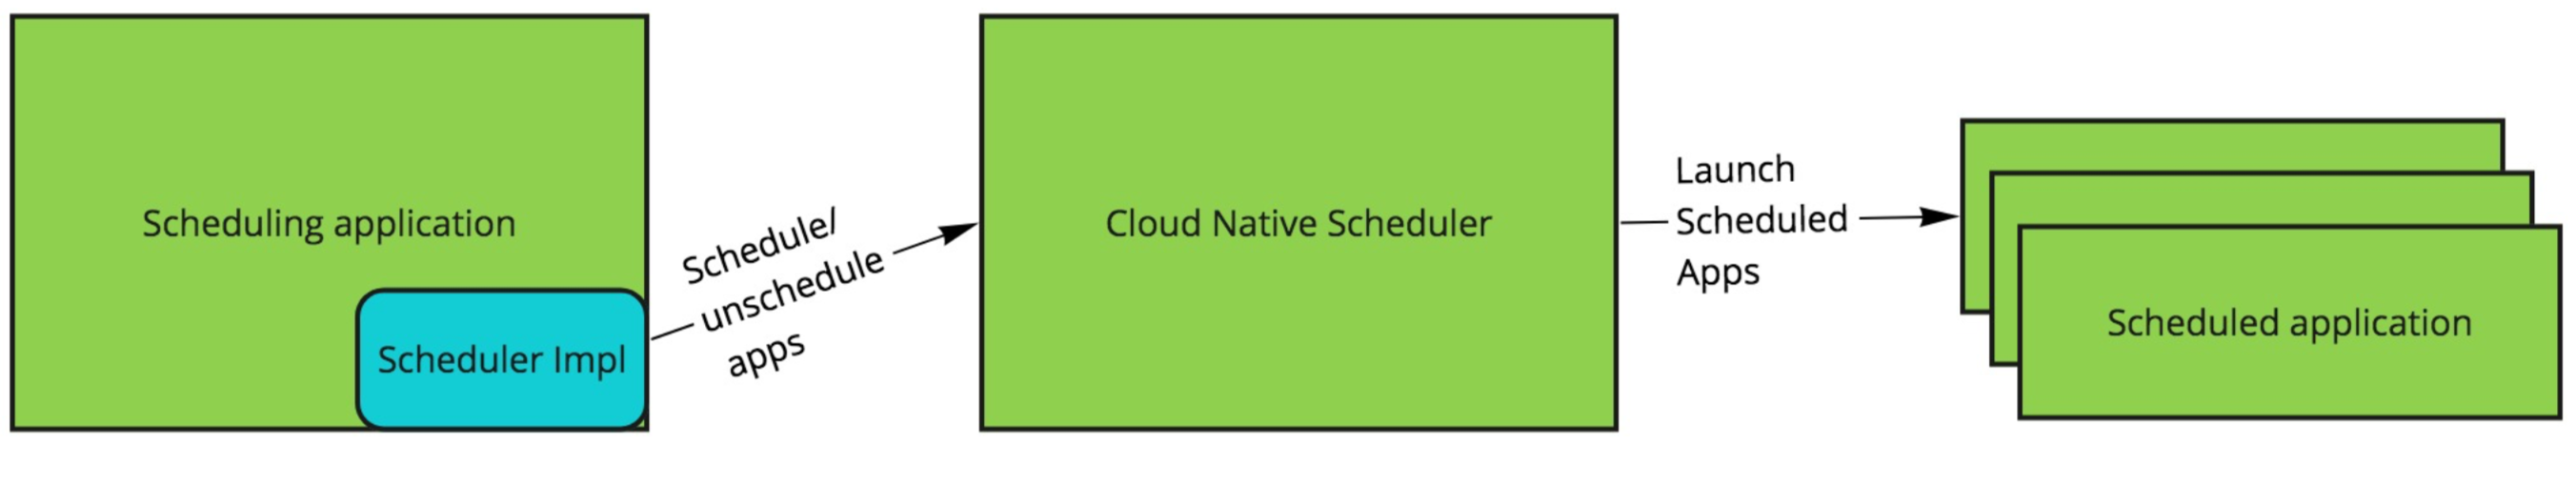 Scheduling application
Scheduler Impl
Schedule/
unschedule
apps
Cloud Native Scheduler
Launch
Scheduled
Apps
Scheduled application